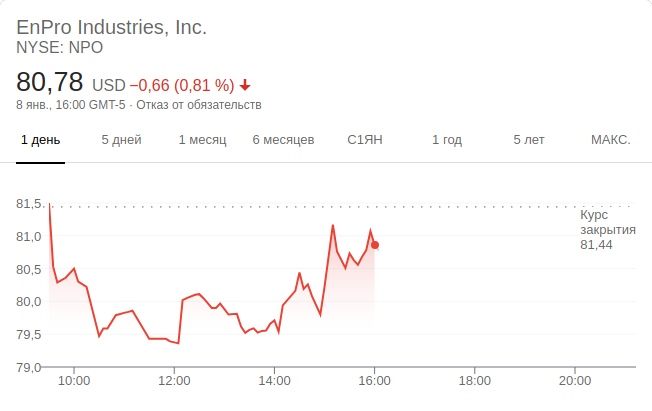 EnPro Industries, Inc.
NYSE: NPO
80,78 USD −0,66 (0,81 %)
8 янв., 16:00 GMT-5 · Отказ от обязательств
1 день 5 дней 1 месяц 6 месяцев С1ЯН 1 год 5 лет МАКС.
81,5
Курс
закрытия
81,44
81,0
80,5
80,0
79,5
79,0
10:00 12:00 14:00 16:00 18:00 20:00